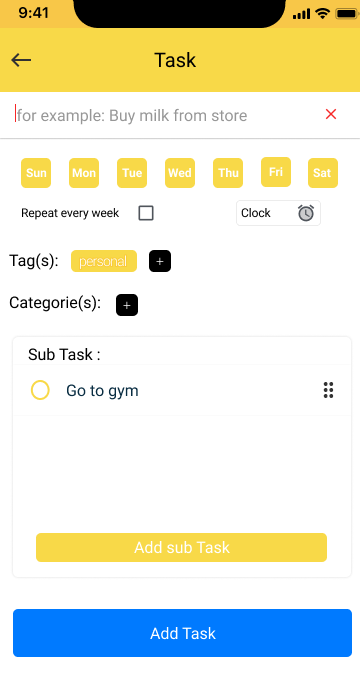 9:41
Task
for example: Buy milk from store
Sun Mon Tue Wed Thu Fri Sat
Repeat every week Clock
Tag(s): personal +
Categorie(s): +
Sub Task :
Go to gym
Add sub Task
Add Task